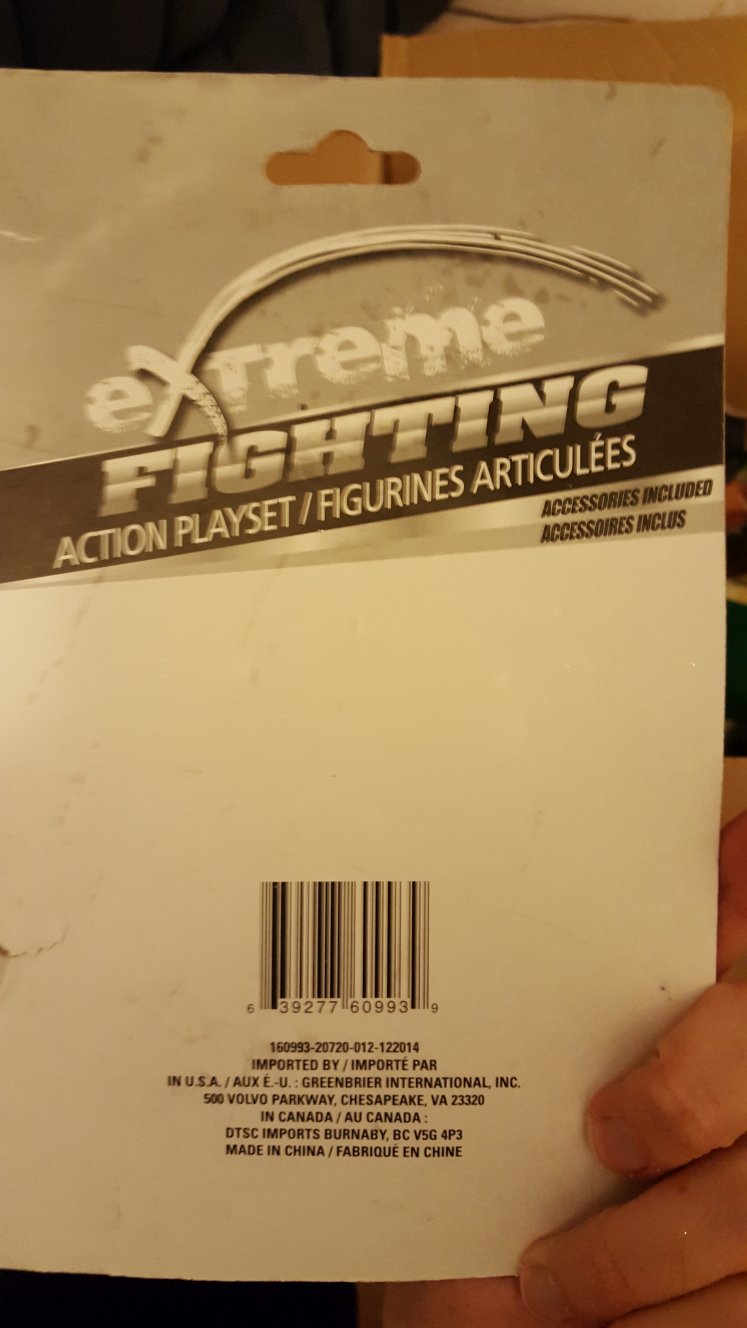 eXtreme
FIGHTING
ACTION PLAYSET / FIGURINES ARTICULÉES
ACCESSORIES INCLUDED
ACCESSOIRES INCLUS
6 39277 60993 9
160993-20720-012-122014
IMPORTED BY / IMPORTÉ PAR
IN U.S.A. / AUX É.-U. : GREENBRIER INTERNATIONAL, INC.
500 VOLVO PARKWAY, CHESAPEAKE, VA 23320
IN CANADA / AU CANADA :
DTSC IMPORTS BURNABY, BC V5G 4P3
MADE IN CHINA / FABRIQUÉ EN CHINE